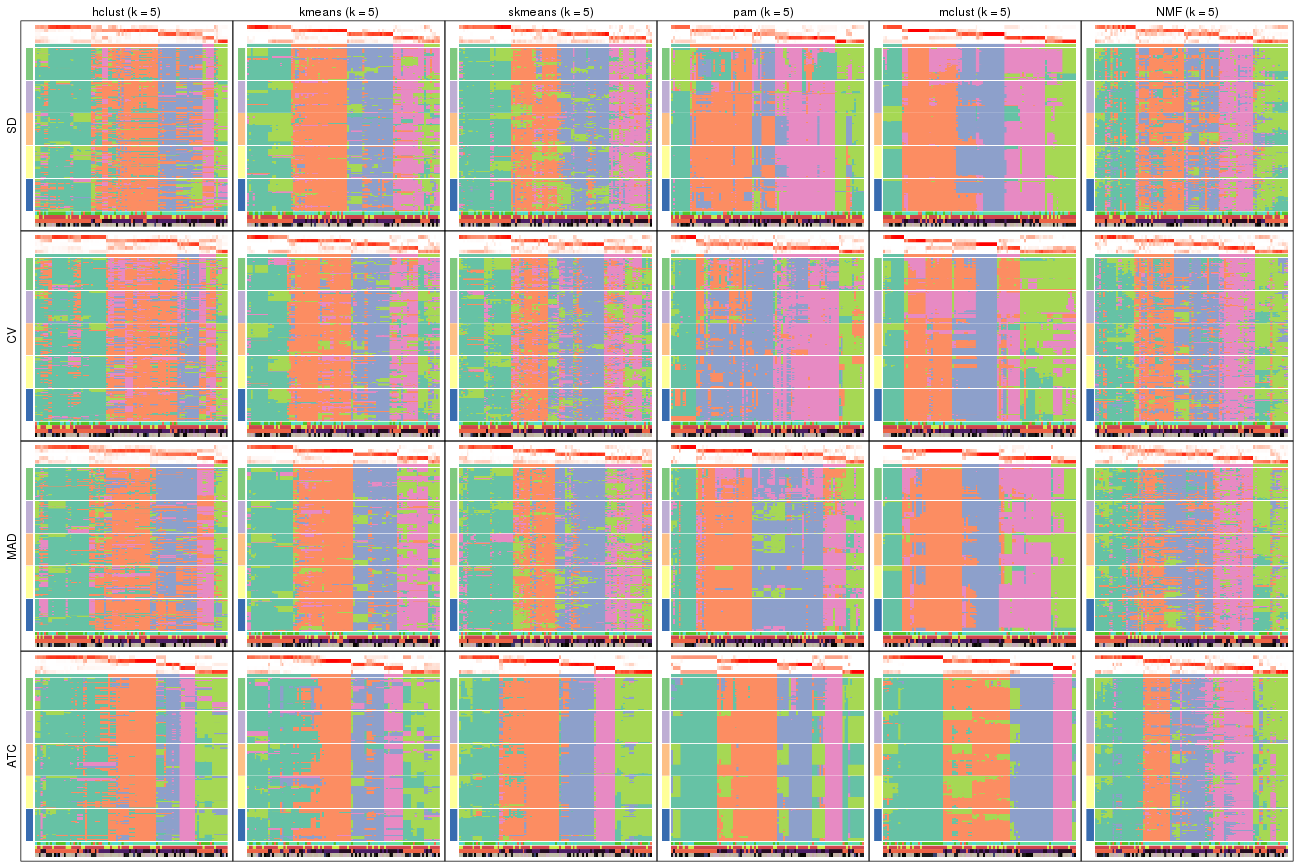 hclust (k = 5) kmeans (k = 5) skmeans (k = 5) pam (k = 5) mclust (k = 5) NMF (k = 5)
SD
CV
MAD
ATC